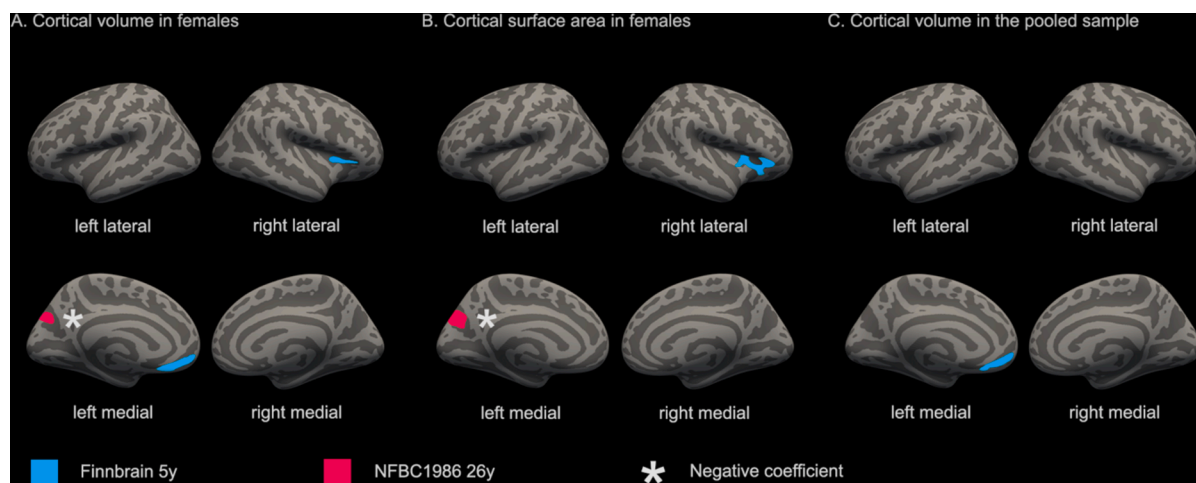 A. Cortical volume in females
B. Cortical surface area in females
C. Cortical volume in the pooled sample
left lateral
right lateral
left lateral
right lateral
left lateral
right lateral
*
*
left medial
right medial
left medial
right medial
left medial
right medial
Finnbrain 5y
NFBC1986 26y
* Negative coefficient